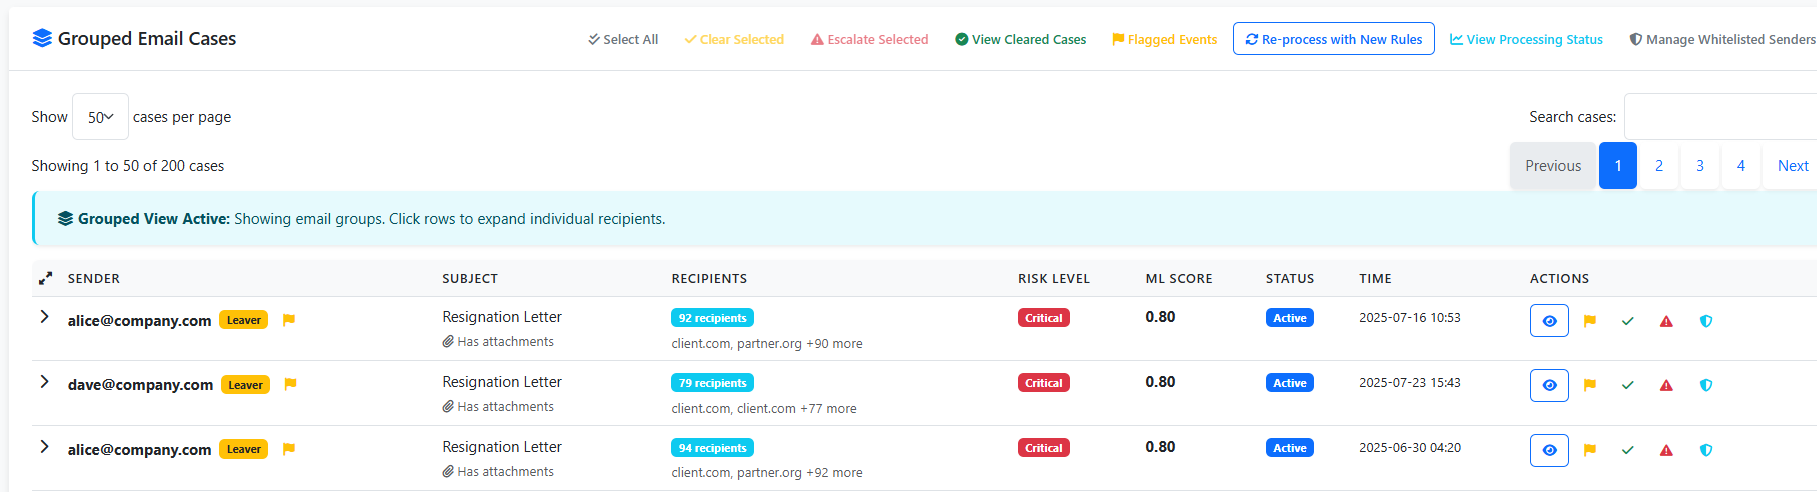 Grouped Email Cases
Select All Clear Selected Escalate Selected View Cleared Cases Flagged Events Re-process with New Rules View Processing Status Manage Whitelisted Senders
Show 50 cases per page
Search cases:
Showing 1 to 50 of 200 cases
Previous 1 2 3 4 Next
Grouped View Active: Showing email groups. Click rows to expand individual recipients.
SENDER SUBJECT RECIPIENTS RISK LEVEL ML SCORE STATUS TIME ACTIONS
alice@company.com Leaver Resignation Letter 92 recipients Critical 0.80 Active 2025-07-16 10:53
Has attachments client.com, partner.org +90 more
dave@company.com Leaver Resignation Letter 79 recipients Critical 0.80 Active 2025-07-23 15:43
Has attachments client.com, client.com +77 more
alice@company.com Leaver Resignation Letter 94 recipients Critical 0.80 Active 2025-06-30 04:20
Has attachments client.com, partner.org +92 more